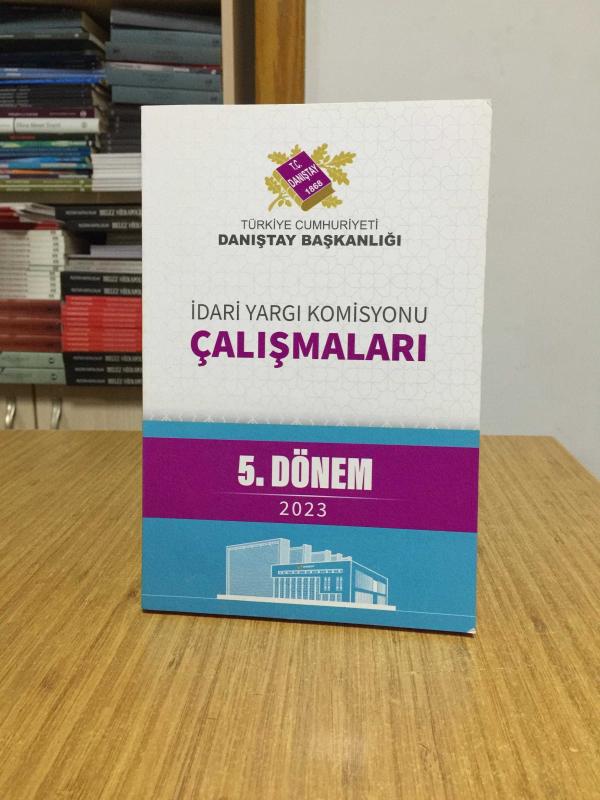 T.C.
DANIŞTAY
1868
TÜRKİYE CUMHURİYETİ
DANIŞTAY BAŞKANLIĞI
İDARİ YARGI KOMİSYONU
ÇALIŞMALARI
5. DÖNEM
2023